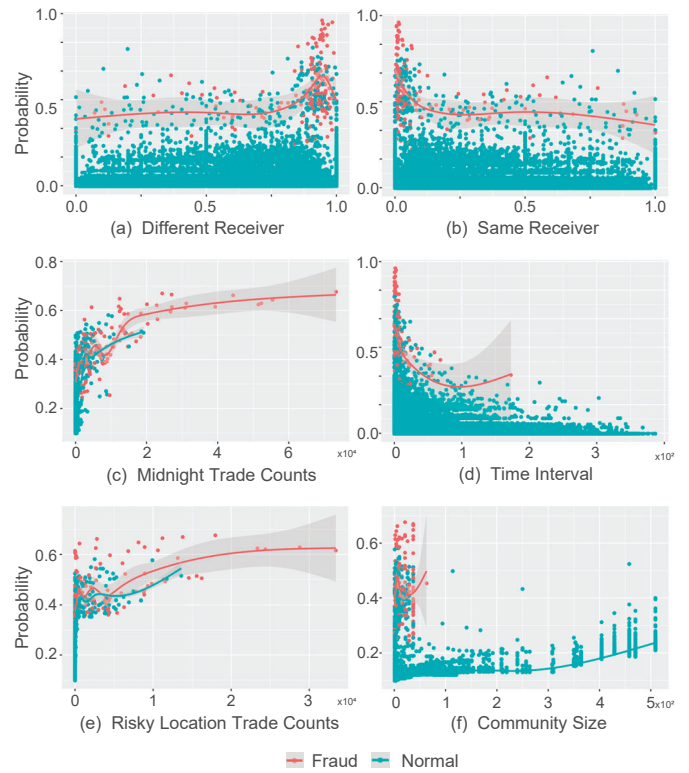 1.0
0.5
0.0
Probability
0.0 0.5 1.0
(a) Different Receiver
1.0
0.5
0.0
0.0 0.5 1.0
(b) Same Receiver
0.8
0.6
0.4
0.2
Probability
0 2 4 6 x10⁴
(c) Midnight Trade Counts
1.0
0.5
0.0
0 1 2 3 x10²
(d) Time Interval
0.6
0.4
0.2
Probability
0 1 2 3 x10⁴
(e) Risky Location Trade Counts
0.6
0.4
0.2
0 1 2 3 4 5 x10²
(f) Community Size
Fraud Normal